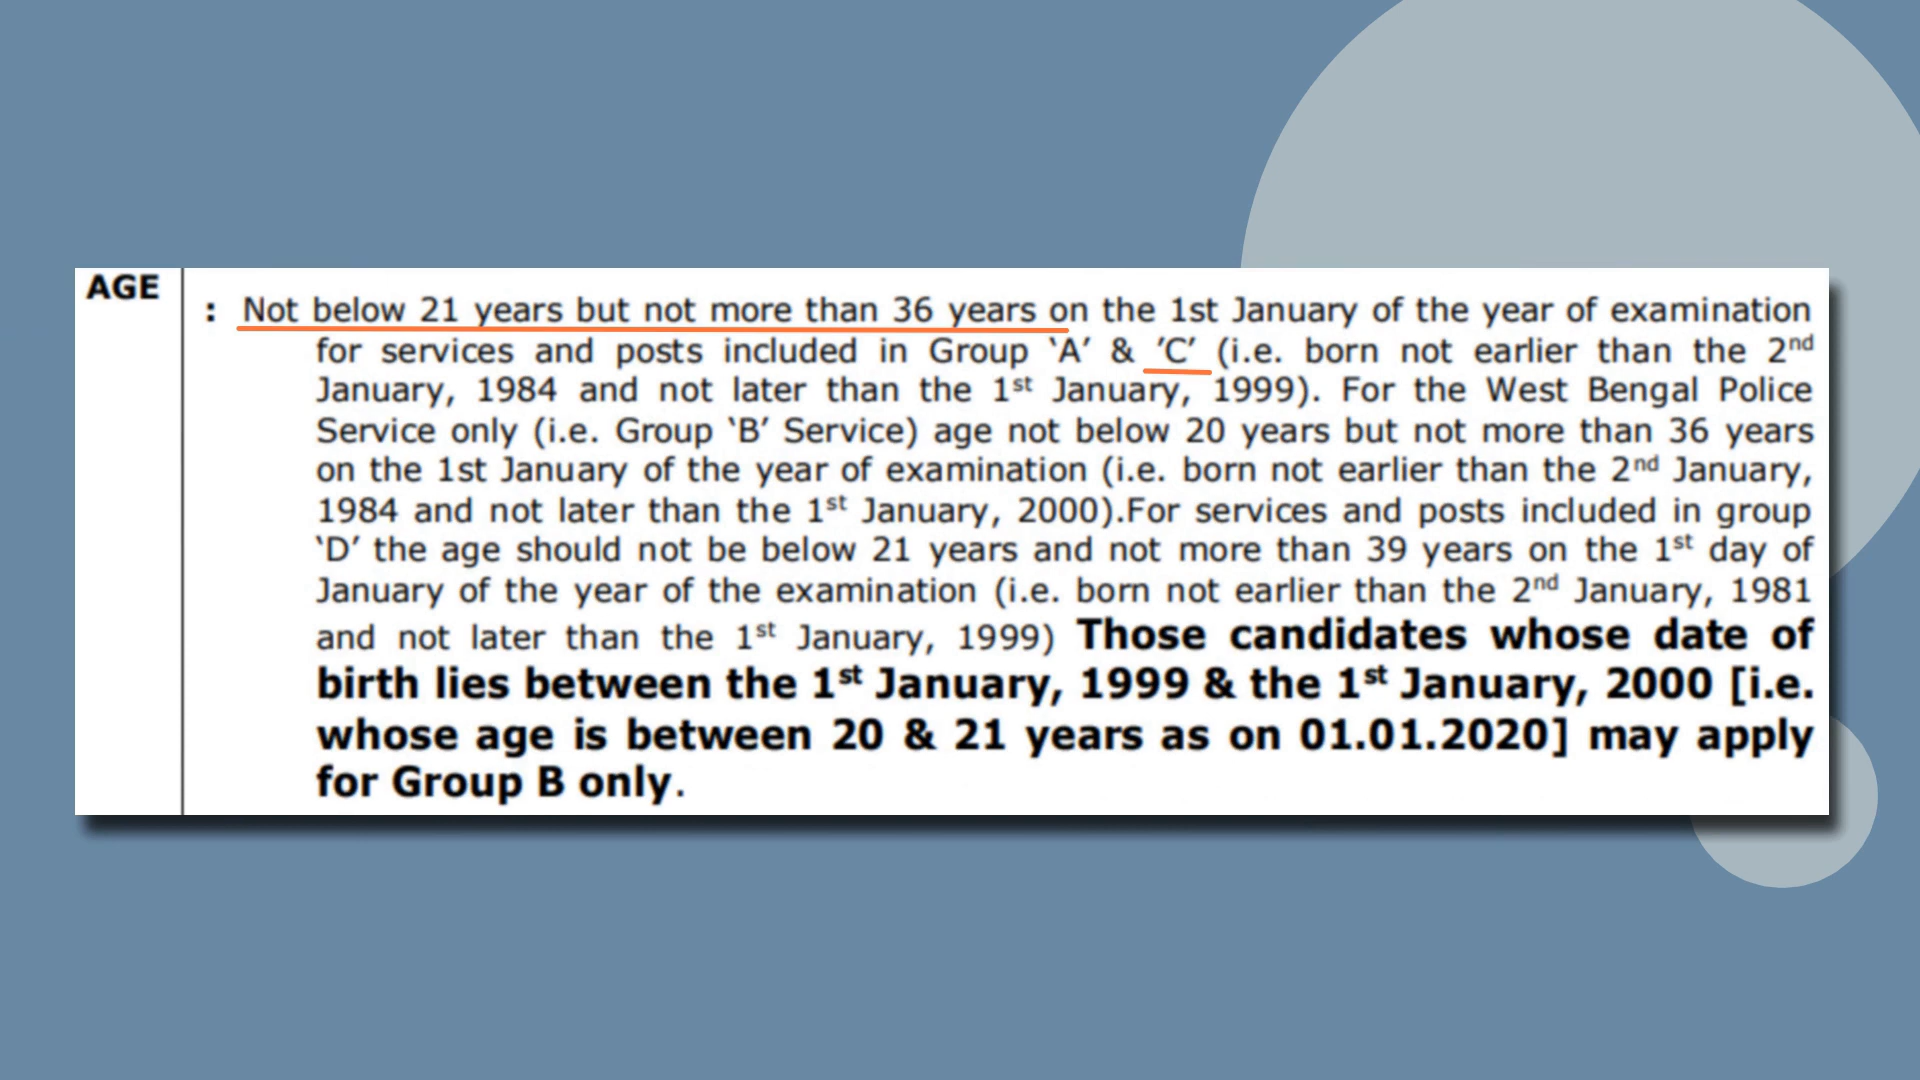 AGE
: Not below 21 years but not more than 36 years on the 1st January of the year of examination
for services and posts included in Group ‘A’ & ’C’ (i.e. born not earlier than the 2nd
January, 1984 and not later than the 1st January, 1999). For the West Bengal Police
Service only (i.e. Group ‘B’ Service) age not below 20 years but not more than 36 years
on the 1st January of the year of examination (i.e. born not earlier than the 2nd January,
1984 and not later than the 1st January, 2000).For services and posts included in group
‘D’ the age should not be below 21 years and not more than 39 years on the 1st day of
January of the year of the examination (i.e. born not earlier than the 2nd January, 1981
and not later than the 1st January, 1999) Those candidates whose date of
birth lies between the 1st January, 1999 & the 1st January, 2000 [i.e.
whose age is between 20 & 21 years as on 01.01.2020] may apply
for Group B only.